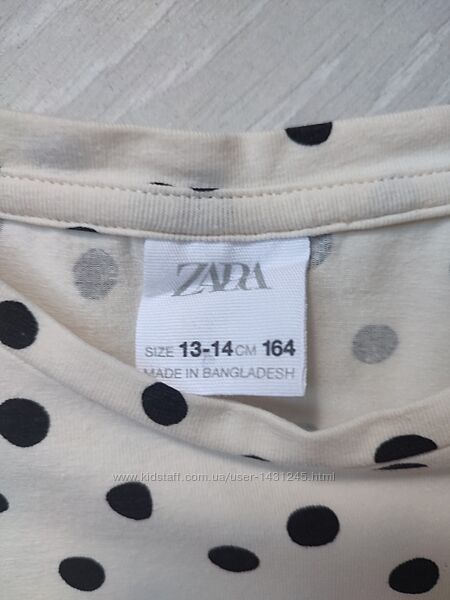 ZARA
SIZE 13-14 CM 164
MADE IN BANGLADESH
www.kidstaff.com.ua/user-1431245.html